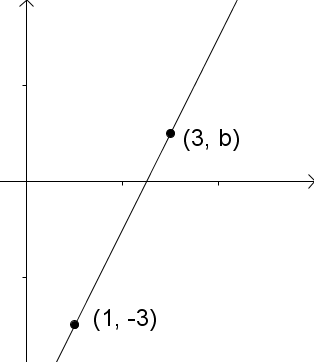 (3, b)
(1, -3)